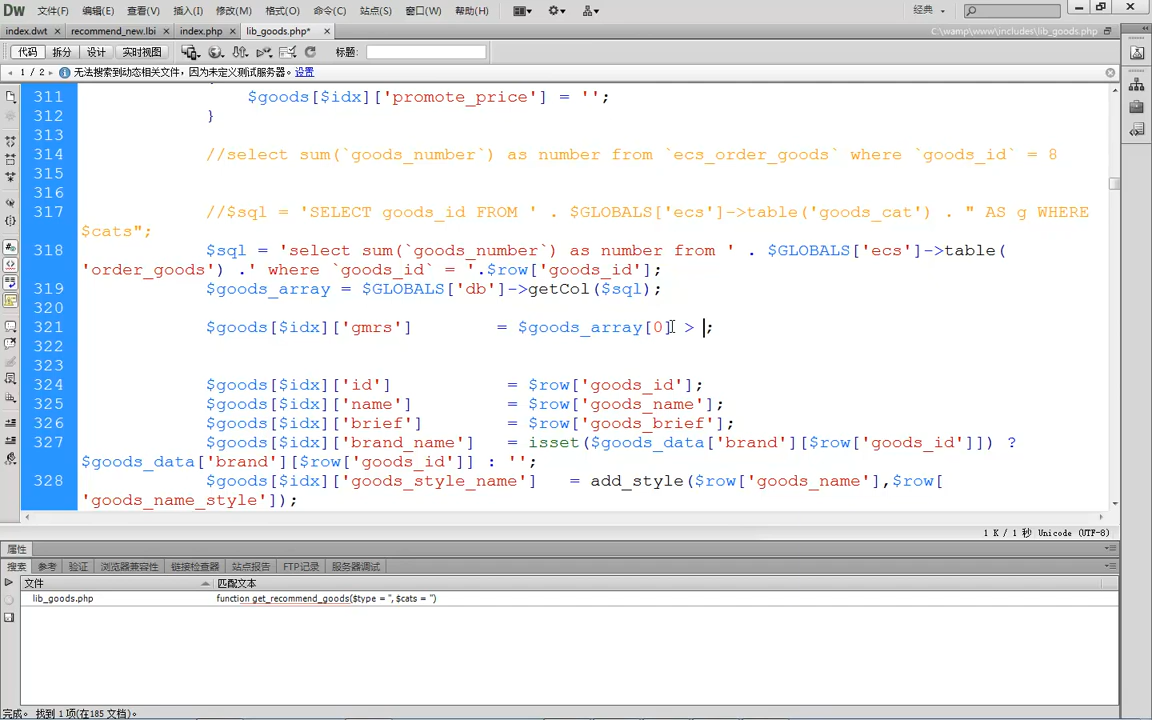 Dw 文件(F) 编辑(E) 查看(V) 插入(I) 修改(M) 格式(O) 命令(C) 站点(S) 窗口(W) 帮助(H) 经典
index.dwt × recommend_new.lbi × index.php × lib_goods.php* × C:\wamp\www\includes\lib_goods.php
代码 拆分 设计 实时视图 标题:
1 / 2 无法搜索到动态相关文件，因为未定义测试服务器。 设置
311 $goods[$idx]['promote_price'] = '';
312 }
313
314 //select sum(`goods_number`) as number from `ecs_order_goods` where `goods_id` = 8
315
316
317 //$sql = 'SELECT goods_id FROM ' . $GLOBALS['ecs']->table('goods_cat') . " AS g WHERE
$cats";
318 $sql = 'select sum(`goods_number`) as number from ' . $GLOBALS['ecs']->table(
'order_goods') .' where `goods_id` = '.$row['goods_id'];
319 $goods_array = $GLOBALS['db']->getCol($sql);
320
321 $goods[$idx]['gmrs'] = $goods_array[0] > ;
322
323
324 $goods[$idx]['id'] = $row['goods_id'];
325 $goods[$idx]['name'] = $row['goods_name'];
326 $goods[$idx]['brief'] = $row['goods_brief'];
327 $goods[$idx]['brand_name'] = isset($goods_data['brand'][$row['goods_id']]) ?
$goods_data['brand'][$row['goods_id']] : '';
328 $goods[$idx]['goods_style_name'] = add_style($row['goods_name'],$row[
'goods_name_style']);
1 K / 1 秒 Unicode (UTF-8)
属性
搜索 参考 验证 浏览器兼容性 链接检查器 站点报告 FTP记录 服务器调试
文件 匹配文本
lib_goods.php function get_recommend_goods($type = '', $cats = '')
完成。 找到 1 项(在185 文档)。